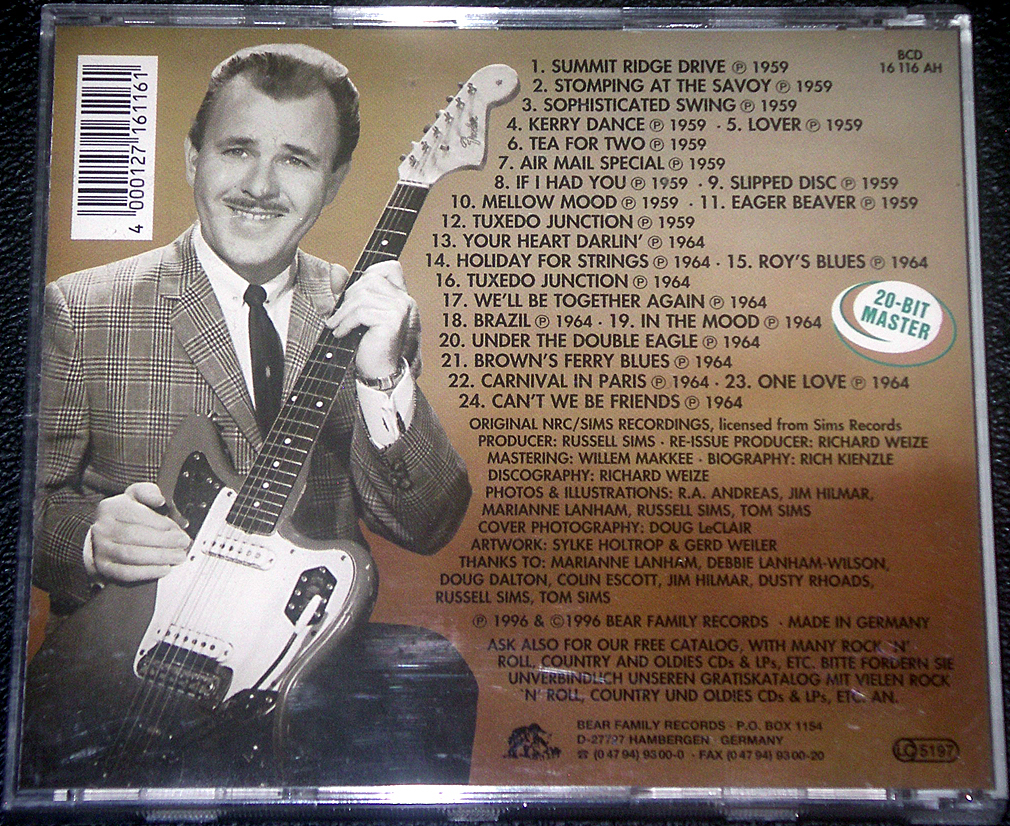 4 000127 161161
BCD
16 116 AH
1. SUMMIT RIDGE DRIVE ℗ 1959
2. STOMPING AT THE SAVOY ℗ 1959
3. SOPHISTICATED SWING ℗ 1959
4. KERRY DANCE ℗ 1959 · 5. LOVER ℗ 1959
6. TEA FOR TWO ℗ 1959
7. AIR MAIL SPECIAL ℗ 1959
8. IF I HAD YOU ℗ 1959 · 9. SLIPPED DISC ℗ 1959
10. MELLOW MOOD ℗ 1959 · 11. EAGER BEAVER ℗ 1959
12. TUXEDO JUNCTION ℗ 1959
13. YOUR HEART DARLIN' ℗ 1964
14. HOLIDAY FOR STRINGS ℗ 1964 · 15. ROY'S BLUES ℗ 1964
16. TUXEDO JUNCTION ℗ 1964
17. WE'LL BE TOGETHER AGAIN ℗ 1964
18. BRAZIL ℗ 1964 · 19. IN THE MOOD ℗ 1964
20. UNDER THE DOUBLE EAGLE ℗ 1964
21. BROWN'S FERRY BLUES ℗ 1964
22. CARNIVAL IN PARIS ℗ 1964 · 23. ONE LOVE ℗ 1964
24. CAN'T WE BE FRIENDS ℗ 1964
20-BIT
MASTER
Fender
ORIGINAL NRC/SIMS RECORDINGS, licensed from Sims Records
PRODUCER: RUSSELL SIMS · RE-ISSUE PRODUCER: RICHARD WEIZE
MASTERING: WILLEM MAKKEE · BIOGRAPHY: RICH KIENZLE
DISCOGRAPHY: RICHARD WEIZE
PHOTOS & ILLUSTRATIONS: R.A. ANDREAS, JIM HILMAR,
MARIANNE LANHAM, RUSSELL SIMS, TOM SIMS
COVER PHOTOGRAPHY: DOUG LeCLAIR
ARTWORK: SYLKE HOLTROP & GERD WEILER
THANKS TO: MARIANNE LANHAM, DEBBIE LANHAM-WILSON,
DOUG DALTON, COLIN ESCOTT, JIM HILMAR, DUSTY RHOADS,
RUSSELL SIMS, TOM SIMS
℗ 1996 & ©1996 BEAR FAMILY RECORDS · MADE IN GERMANY
ASK ALSO FOR OUR FREE CATALOG, WITH MANY ROCK 'N'
ROLL, COUNTRY AND OLDIES CDs & LPs, ETC. BITTE FORDERN SIE
UNVERBINDLICH UNSEREN GRATISKATALOG MIT VIELEN ROCK
'N' ROLL, COUNTRY UND OLDIES CDs & LPs, ETC. AN.
BEAR FAMILY RECORDS · P.O. BOX 1154
D-27797 HAMBERGEN · GERMANY
☎ (0 47 94) 93 00-0 · FAX (0 47 94) 93 00-20
LC 5197